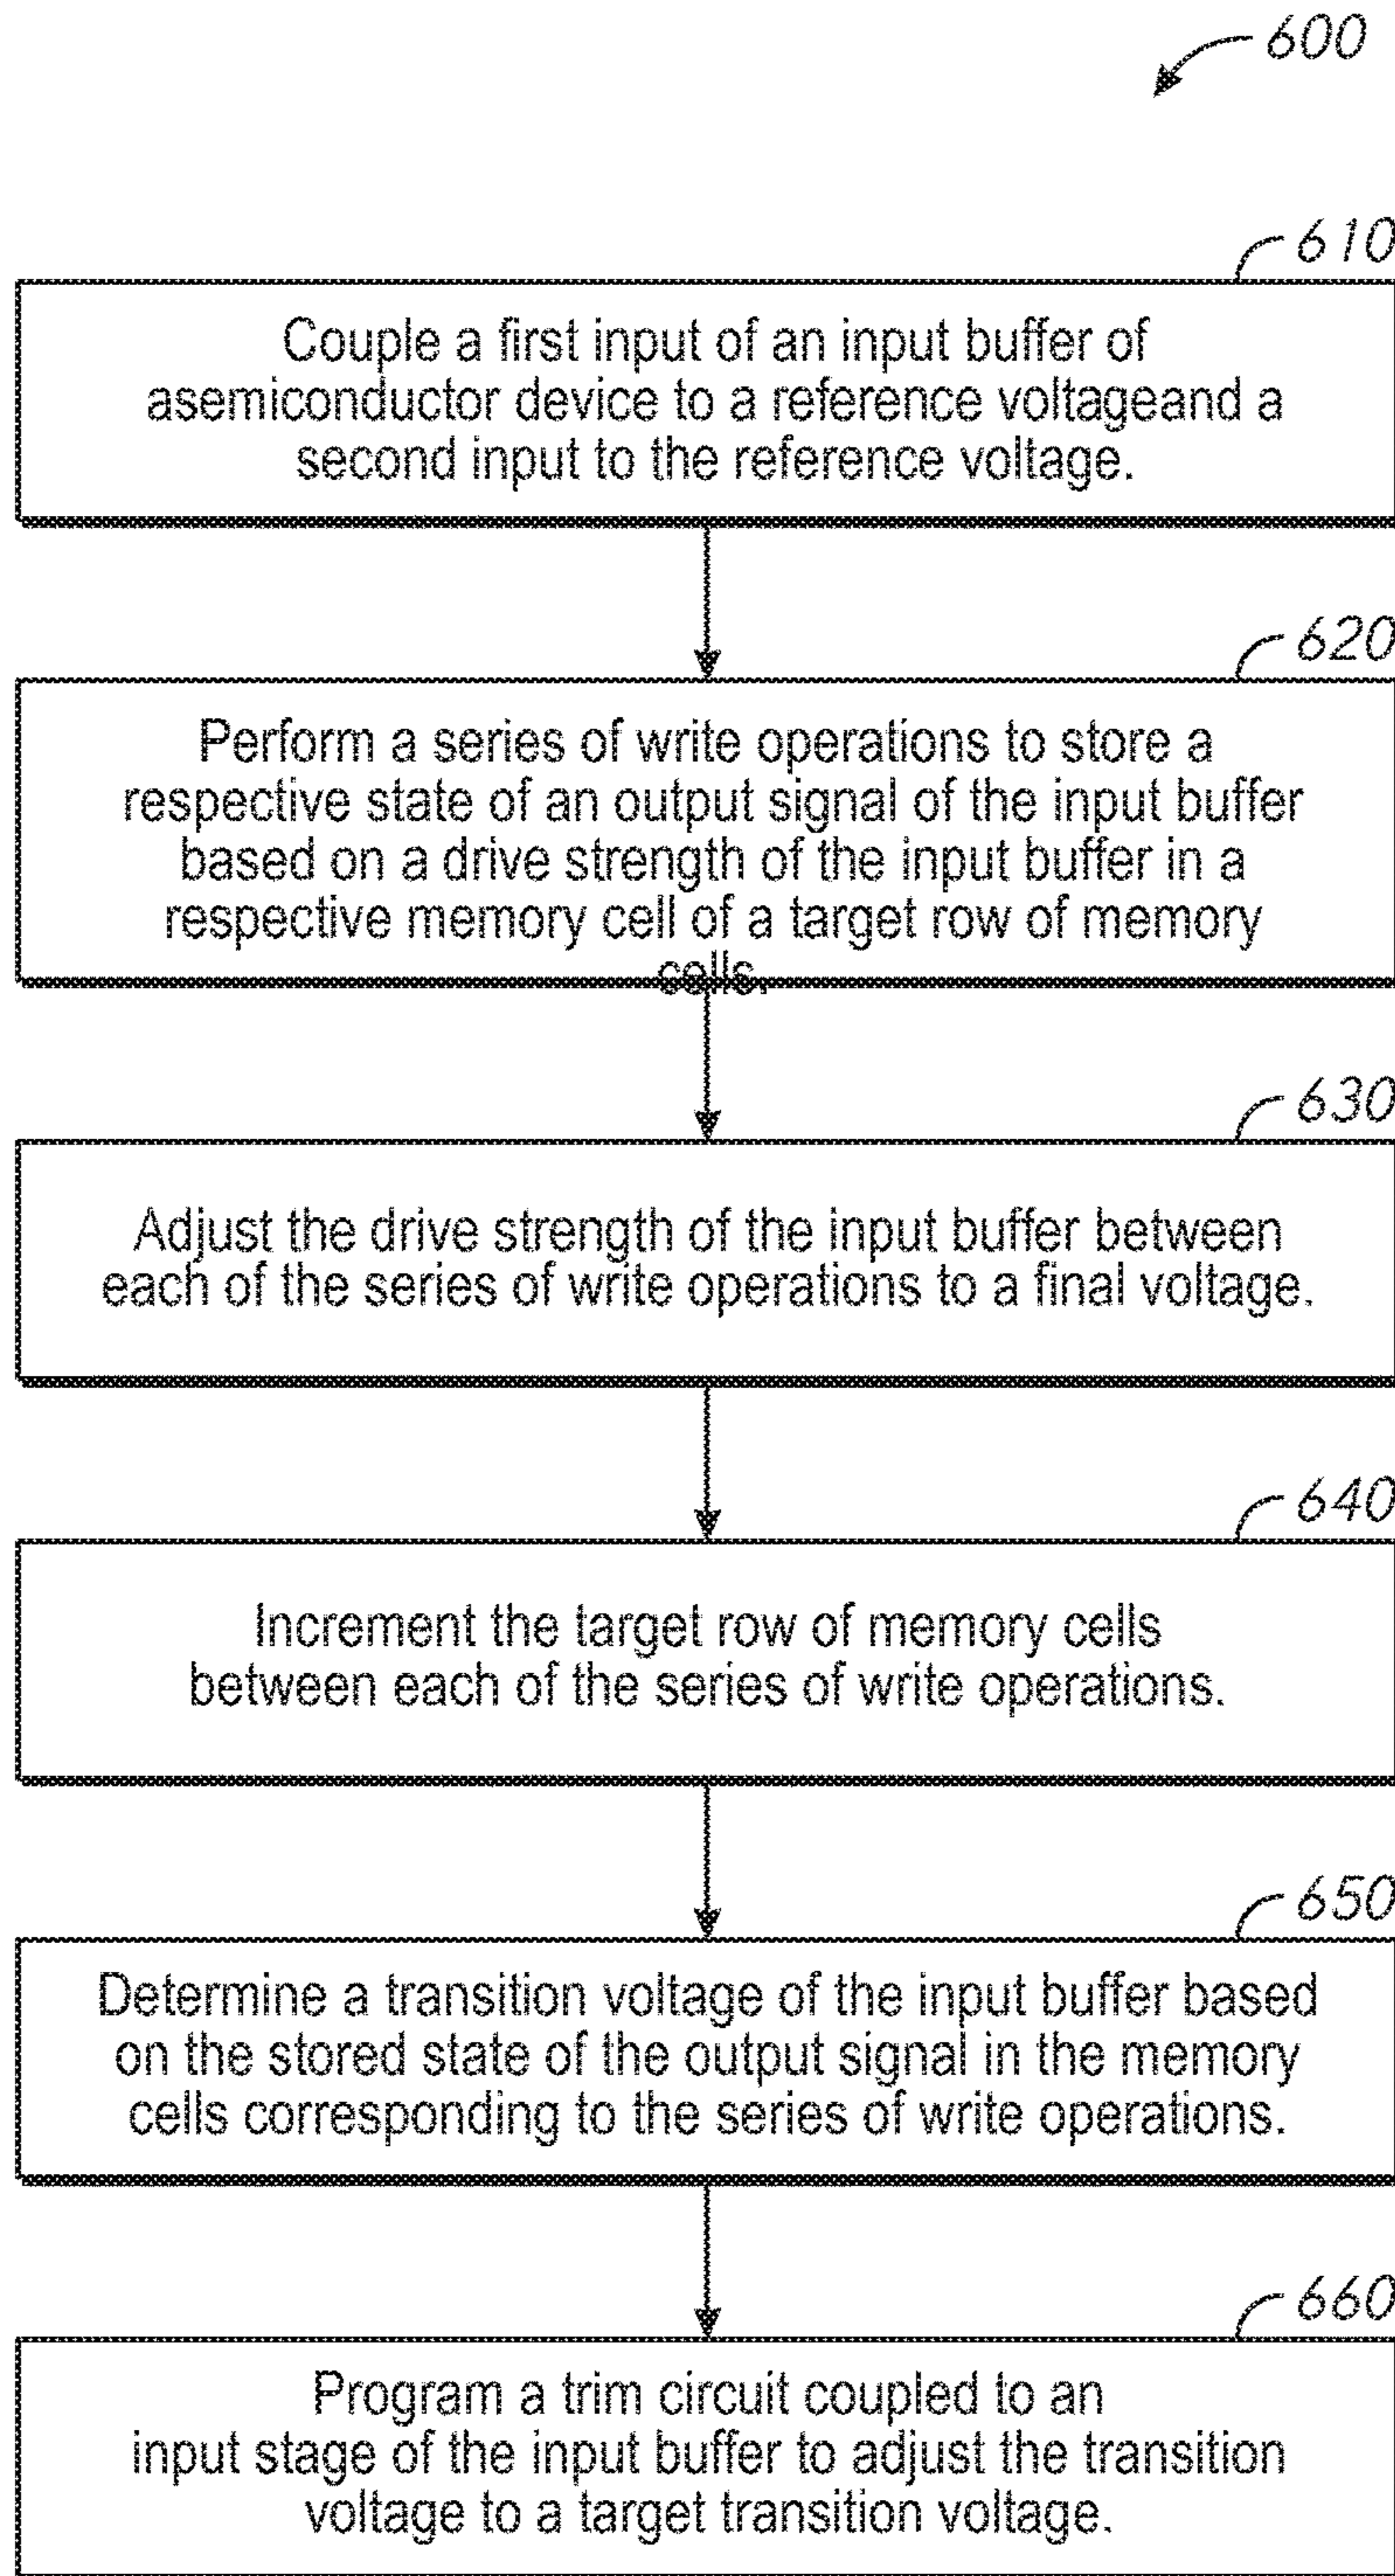 600
610
Couple a first input of an input buffer of
asemiconductor device to a reference voltageand a
second input to the reference voltage.
620
Perform a series of write operations to store a
respective state of an output signal of the input buffer
based on a drive strength of the input buffer in a
respective memory cell of a target row of memory
cells.
630
Adjust the drive strength of the input buffer between
each of the series of write operations to a final voltage.
640
Increment the target row of memory cells
between each of the series of write operations.
650
Determine a transition voltage of the input buffer based
on the stored state of the output signal in the memory
cells corresponding to the series of write operations.
660
Program a trim circuit coupled to an
input stage of the input buffer to adjust the transition
voltage to a target transition voltage.